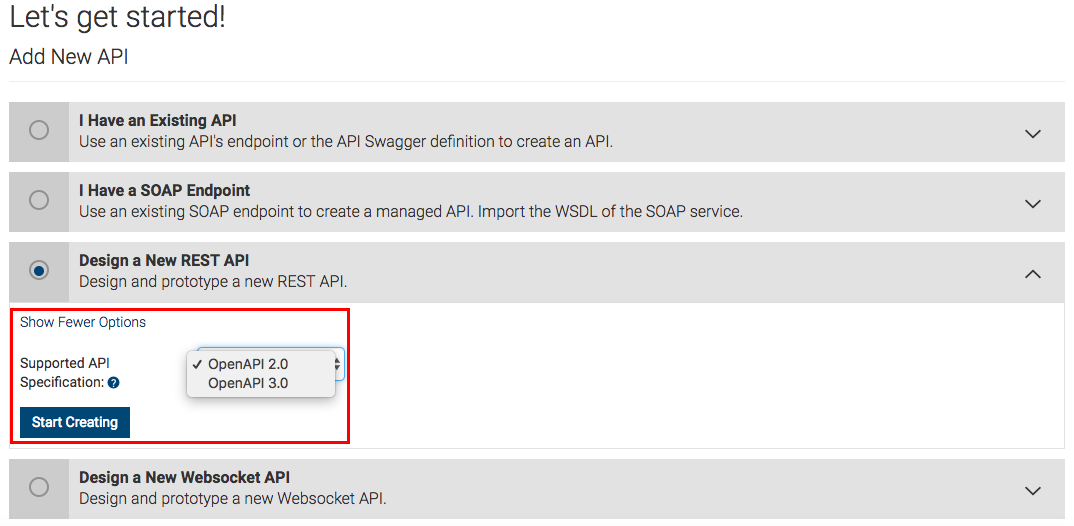 Let's get started!
Add New API
I Have an Existing API
Use an existing API's endpoint or the API Swagger definition to create an API.
I Have a SOAP Endpoint
Use an existing SOAP endpoint to create a managed API. Import the WSDL of the SOAP service.
Design a New REST API
Design and prototype a new REST API.
Show Fewer Options
Supported API
Specification: ?
✓ OpenAPI 2.0
OpenAPI 3.0
Start Creating
Design a New Websocket API
Design and prototype a new Websocket API.